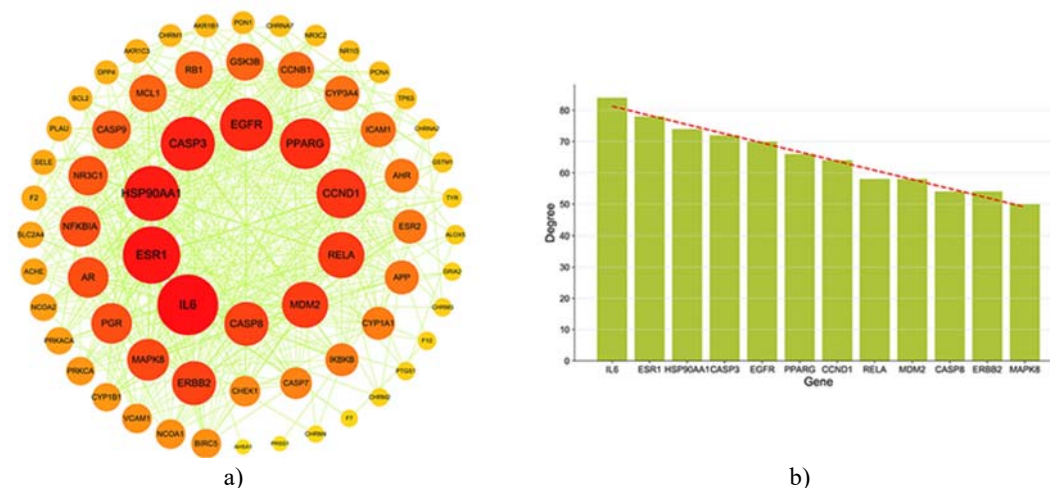 PON1
AKR1B1
CHRNA7
CHRM1
NR3C2
AKR1C3
NR1I3
DPP4
PCNA
BCL2
TP63
PLAU
CHRNA2
SELE
GSTM1
F2
TYR
SLC2A4
ALOX5
ACHE
GRIA2
NCOA2
CHRM3
PRKACA
F10
PRKCA
PTGS1
CYP1B1
CHRM2
VCAM1
F7
NCOA1
CHRM4
BIRC5
PRSS1
GSK3B
RB1
CCNB1
MCL1
CYP3A4
CASP9
ICAM1
NR3C1
AHR
NFKBIA
ESR2
AR
APP
PGR
CYP1A1
MAPK8
IKBKB
ERBB2
CHEK1
CASP7
EGFR
CASP3
PPARG
HSP90AA1
CCND1
ESR1
RELA
IL6
MDM2
CASP8
a)
Degree
80
70
60
50
40
30
20
10
0
IL6 ESR1 HSP90AA1 CASP3 EGFR PPARG CCND1 RELA MDM2 CASP8 ERBB2 MAPK8
Gene
b)